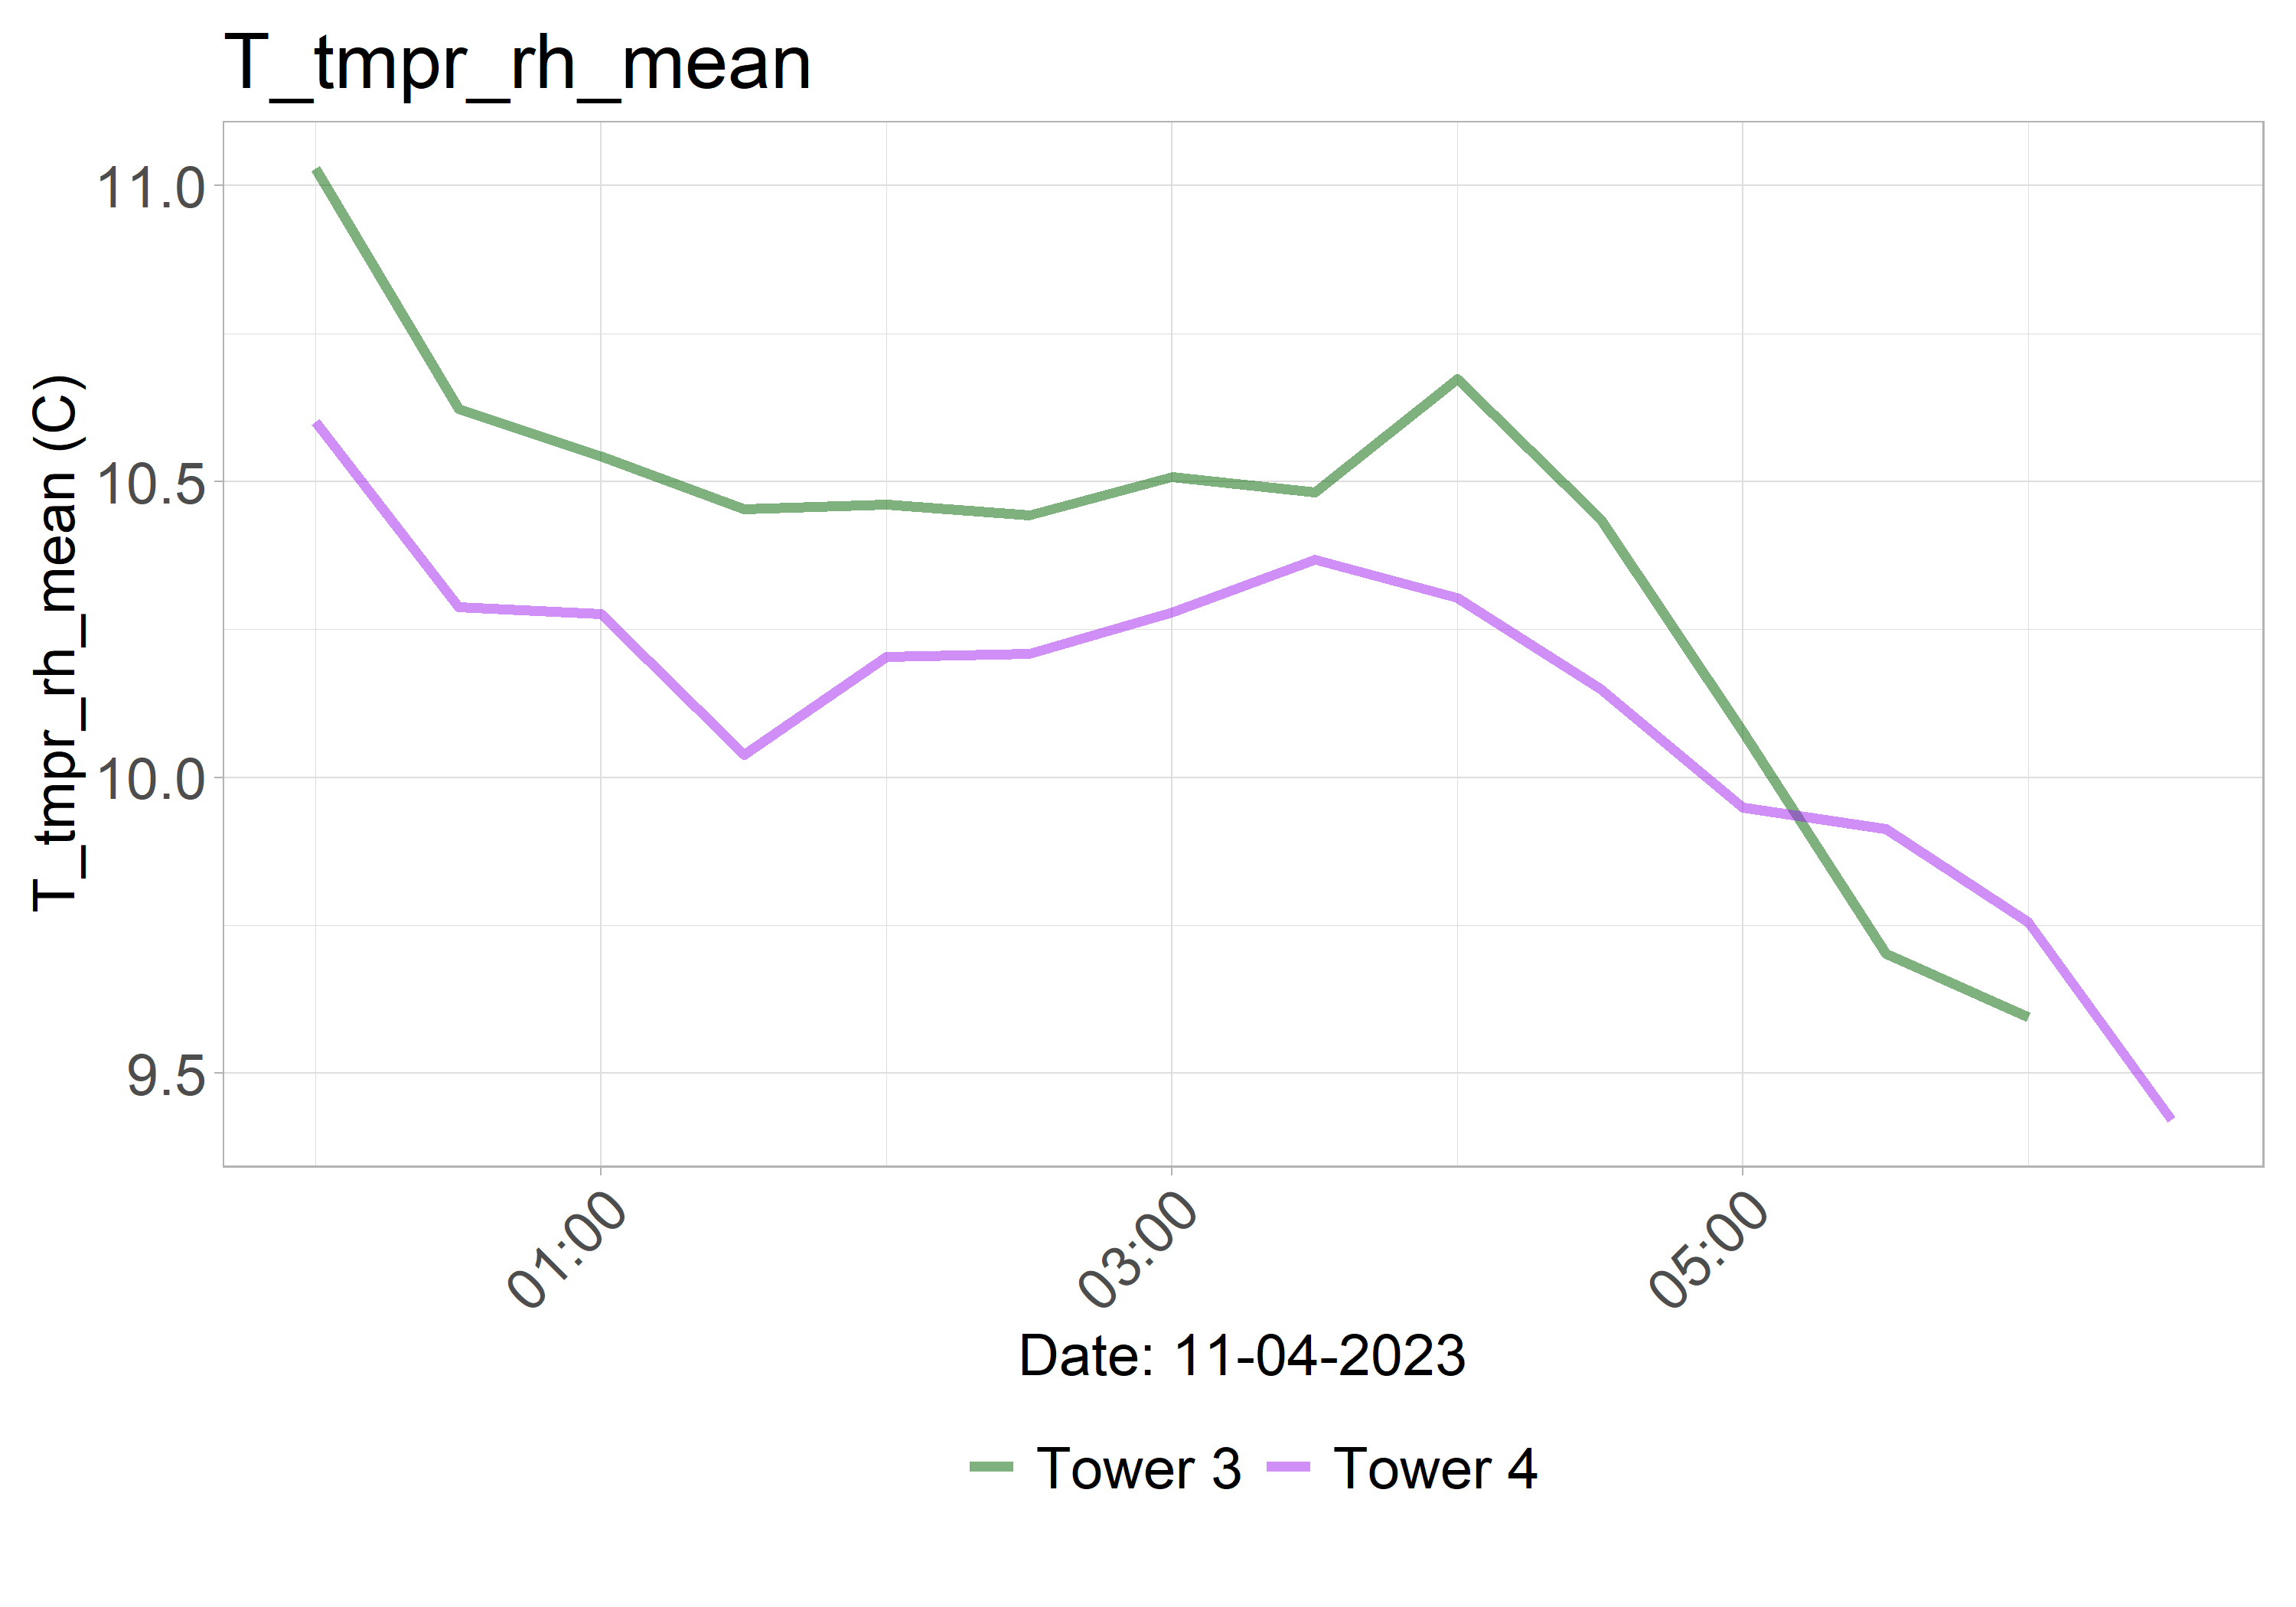 T_tmpr_rh_mean
T_tmpr_rh_mean (C)
11.0
10.5
10.0
9.5
01:00
03:00
05:00
Date: 11-04-2023
Tower 3
Tower 4